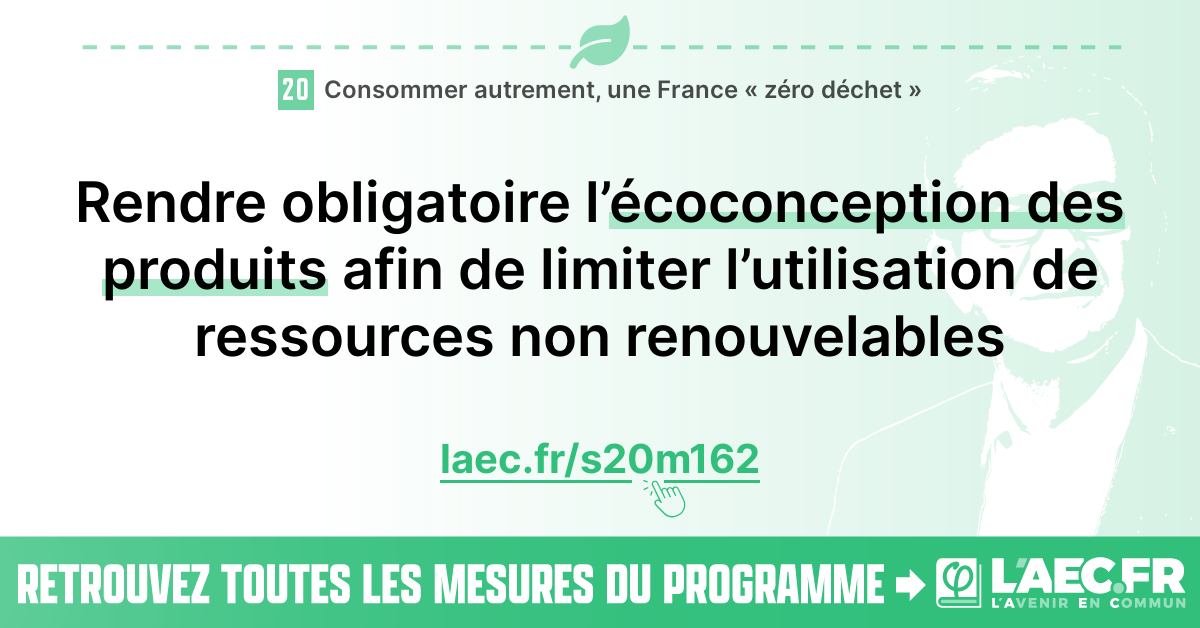 20 Consommer autrement, une France « zéro déchet »
Rendre obligatoire l’écoconception des
produits afin de limiter l’utilisation de
ressources non renouvelables
laec.fr/s20m162
RETROUVEZ TOUTES LES MESURES DU PROGRAMME
L'AEC.FR
L'AVENIR EN COMMUN